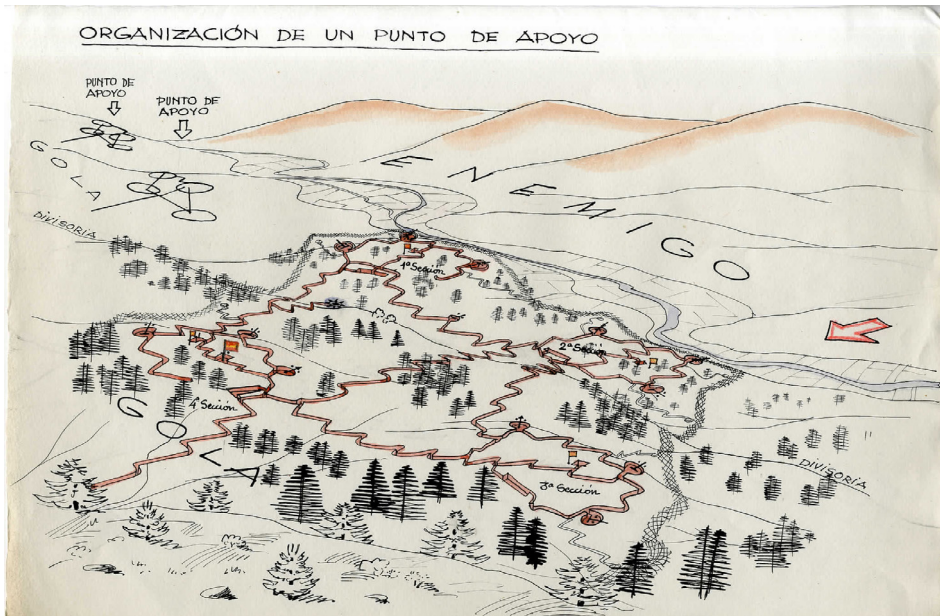 ORGANIZACIÓN DE UN PUNTO DE APOYO
PUNTO DE
APOYO
PUNTO DE
APOYO
GOLA
ENEMIGO
DIVISORIA
1ª Sección
2ª Sección
4ª Sección
GOLA
3ª Sección
DIVISORIA